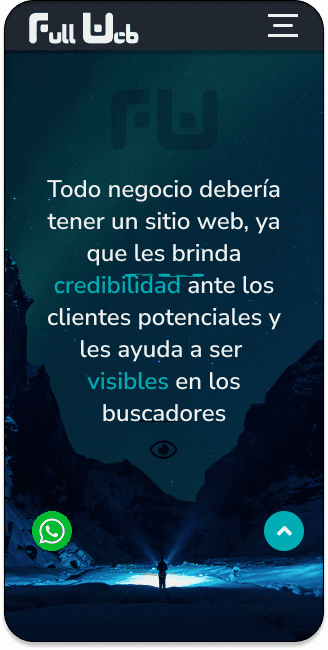 Full Web
FW
Todo negocio debería
tener un sitio web, ya
que les brinda
credibilidad ante los
clientes potenciales y
les ayuda a ser
visibles en los
buscadores